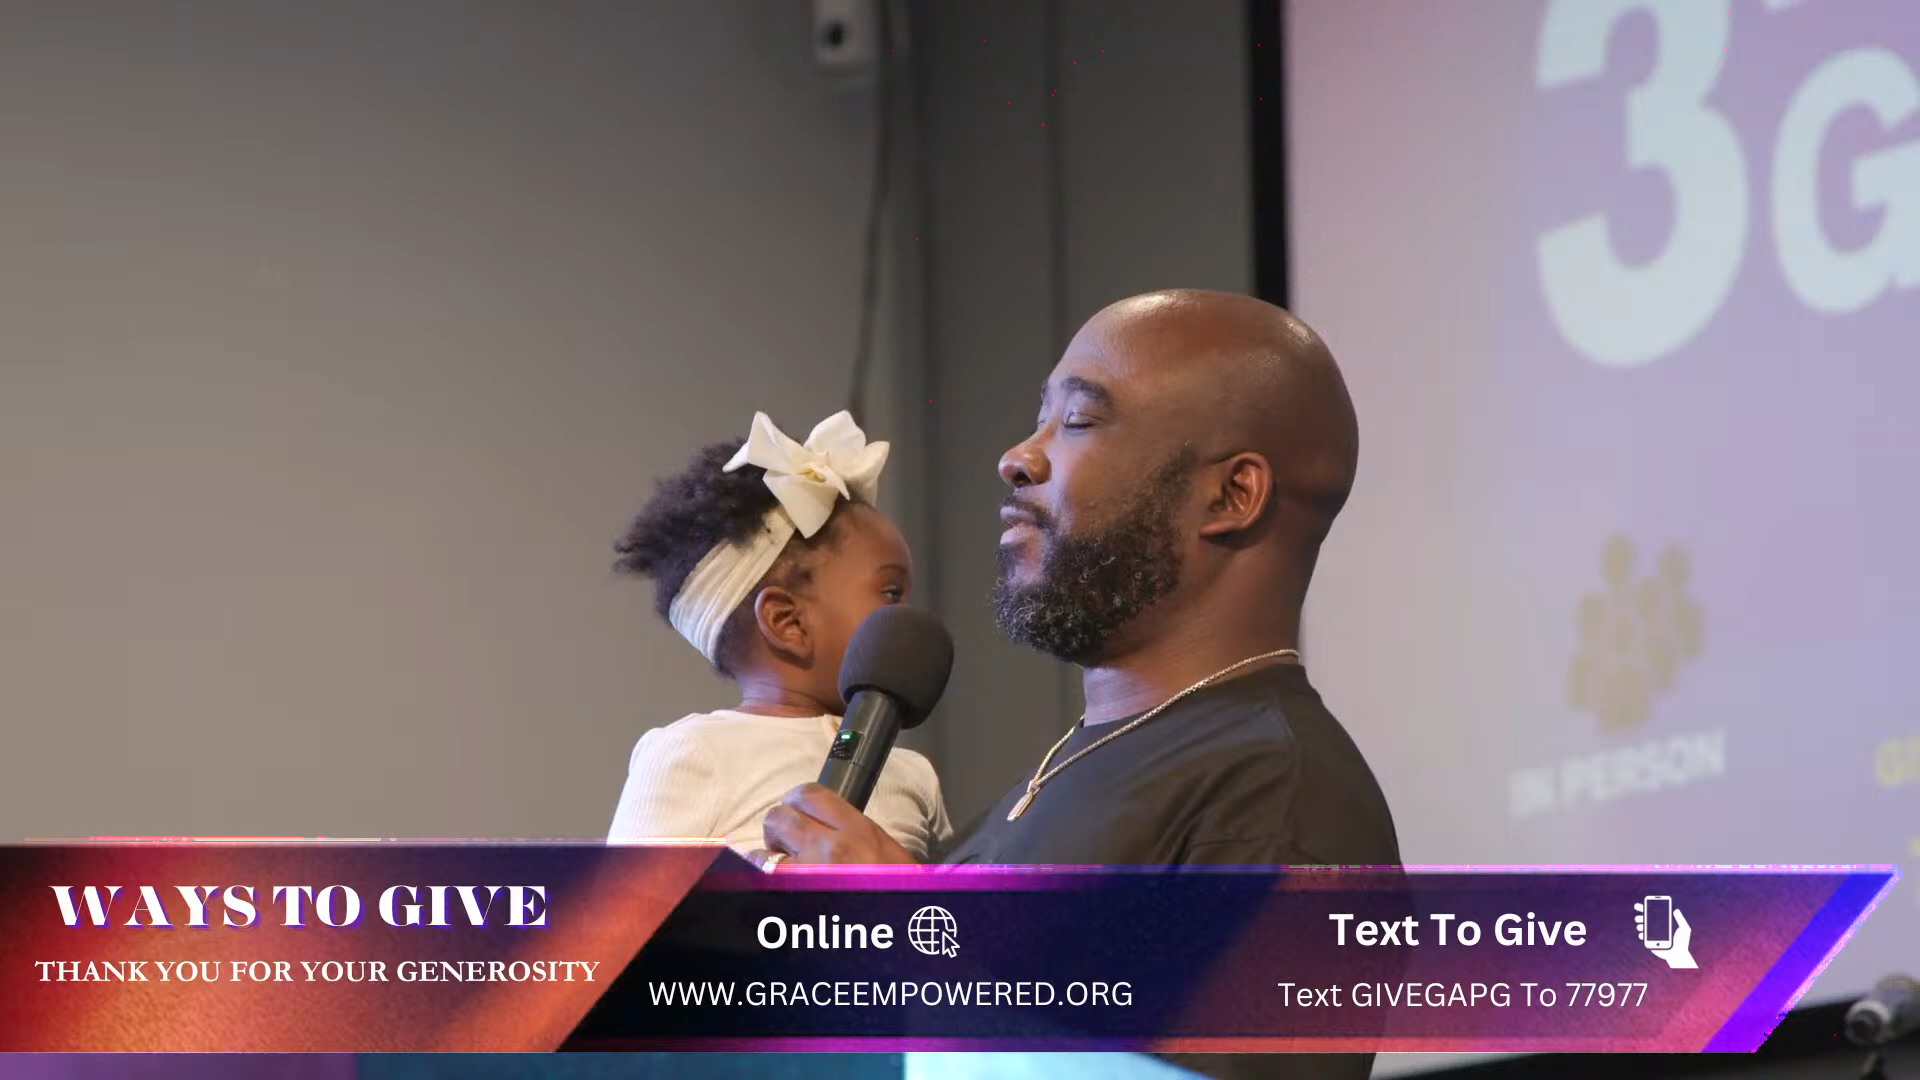 3G
IN PERSON
WAYS TO GIVE
THANK YOU FOR YOUR GENEROSITY
Online
WWW.GRACEEMPOWERED.ORG
Text To Give
Text GIVEGAPG To 77977